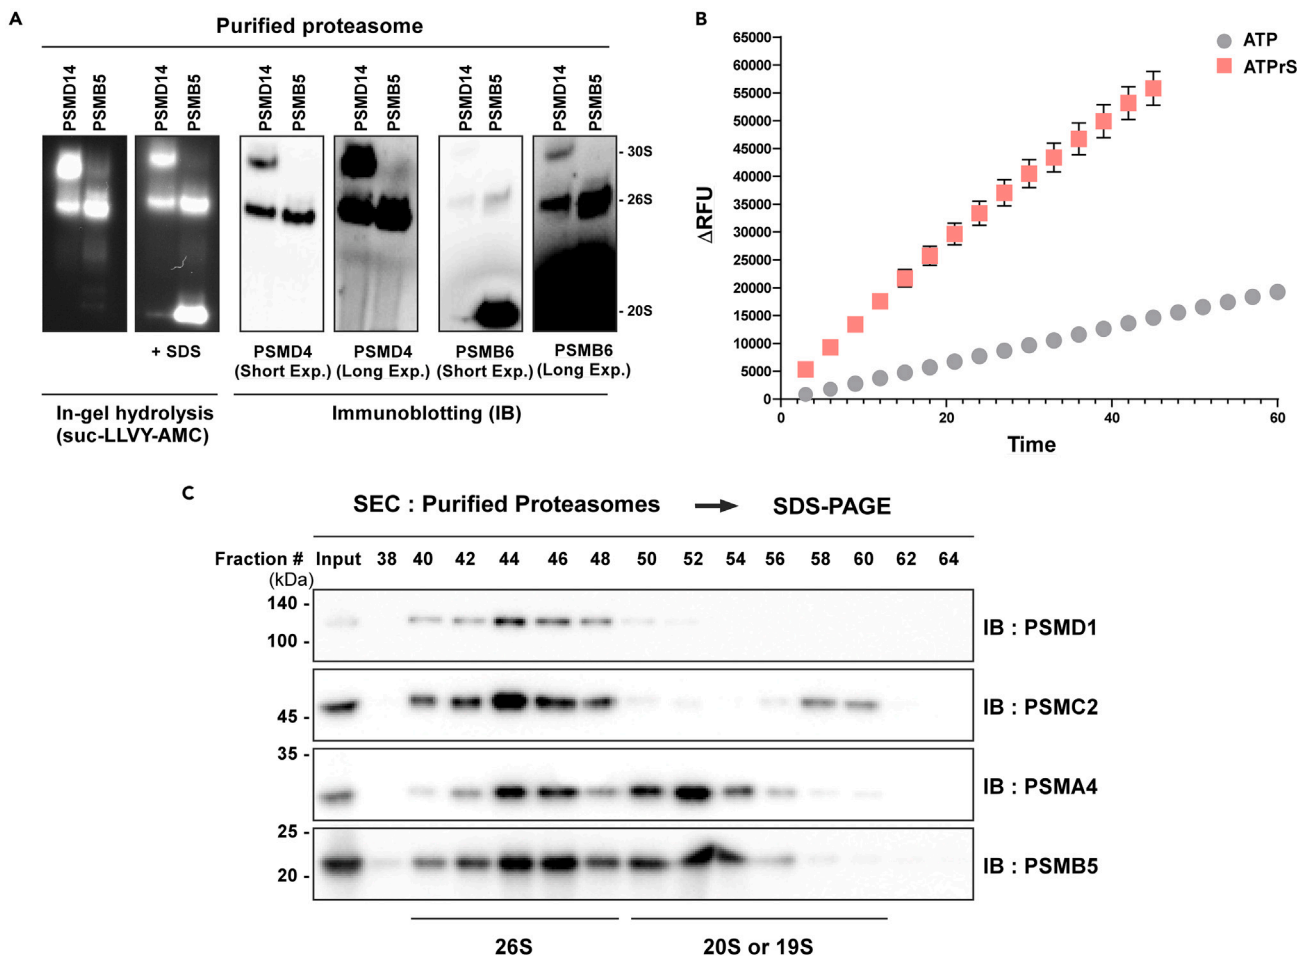 A
Purified proteasome
PSMD14 PSMB5 PSMD14 PSMB5 PSMD14 PSMB5 PSMD14 PSMB5 PSMD14 PSMB5 PSMD14 PSMB5
- 30S
- 26S
- 20S
+ SDS
PSMD4 PSMD4 PSMB6 PSMB6
(Short Exp.) (Long Exp.) (Short Exp.) (Long Exp.)
In-gel hydrolysis
(suc-LLVY-AMC)
Immunoblotting (IB)
B
65000
60000
55000
50000
45000
40000
35000
30000
25000
20000
15000
10000
5000
0
ΔRFU
0 20 40 60
Time
ATP
ATPrS
C
SEC : Purified Proteasomes SDS-PAGE
Fraction # Input 38 40 42 44 46 48 50 52 54 56 58 60 62 64
(kDa)
140 -
100 -
IB : PSMD1
45 -
IB : PSMC2
35 -
IB : PSMA4
25 -
20 -
IB : PSMB5
26S 20S or 19S